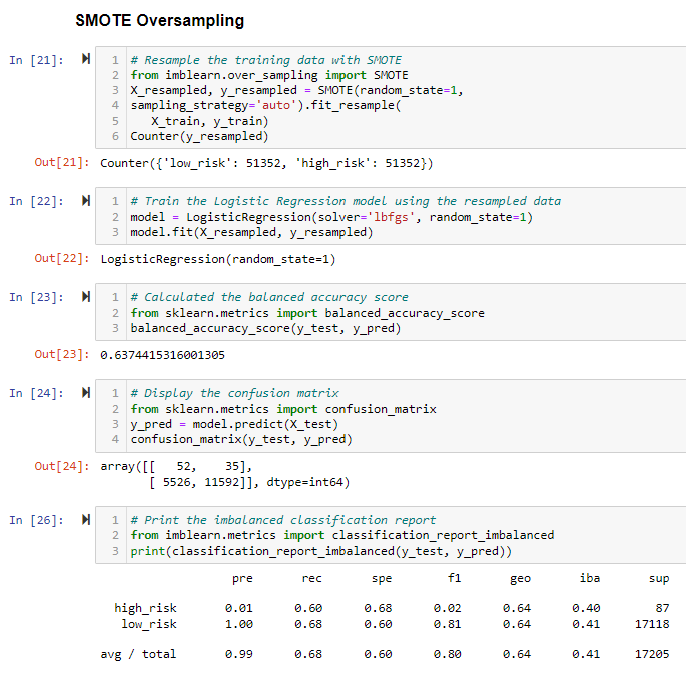 SMOTE Oversampling
In [21]:
1 # Resample the training data with SMOTE
2 from imblearn.over_sampling import SMOTE
3 X_resampled, y_resampled = SMOTE(random_state=1,
4 sampling_strategy='auto').fit_resample(
5    X_train, y_train)
6 Counter(y_resampled)
Out[21]: Counter({'low_risk': 51352, 'high_risk': 51352})
In [22]:
1 # Train the Logistic Regression model using the resampled data
2 model = LogisticRegression(solver='lbfgs', random_state=1)
3 model.fit(X_resampled, y_resampled)
Out[22]: LogisticRegression(random_state=1)
In [23]:
1 # Calculated the balanced accuracy score
2 from sklearn.metrics import balanced_accuracy_score
3 balanced_accuracy_score(y_test, y_pred)
Out[23]: 0.6374415316001305
In [24]:
1 # Display the confusion matrix
2 from sklearn.metrics import confusion_matrix
3 y_pred = model.predict(X_test)
4 confusion_matrix(y_test, y_pred)
Out[24]: array([[   52,    35],
       [ 5526, 11592]], dtype=int64)
In [26]:
1 # Print the imbalanced classification report
2 from imblearn.metrics import classification_report_imbalanced
3 print(classification_report_imbalanced(y_test, y_pred))
pre rec spe f1 geo iba sup
high_risk 0.01 0.60 0.68 0.02 0.64 0.40 87
low_risk 1.00 0.68 0.60 0.81 0.64 0.41 17118
avg / total 0.99 0.68 0.60 0.80 0.64 0.41 17205